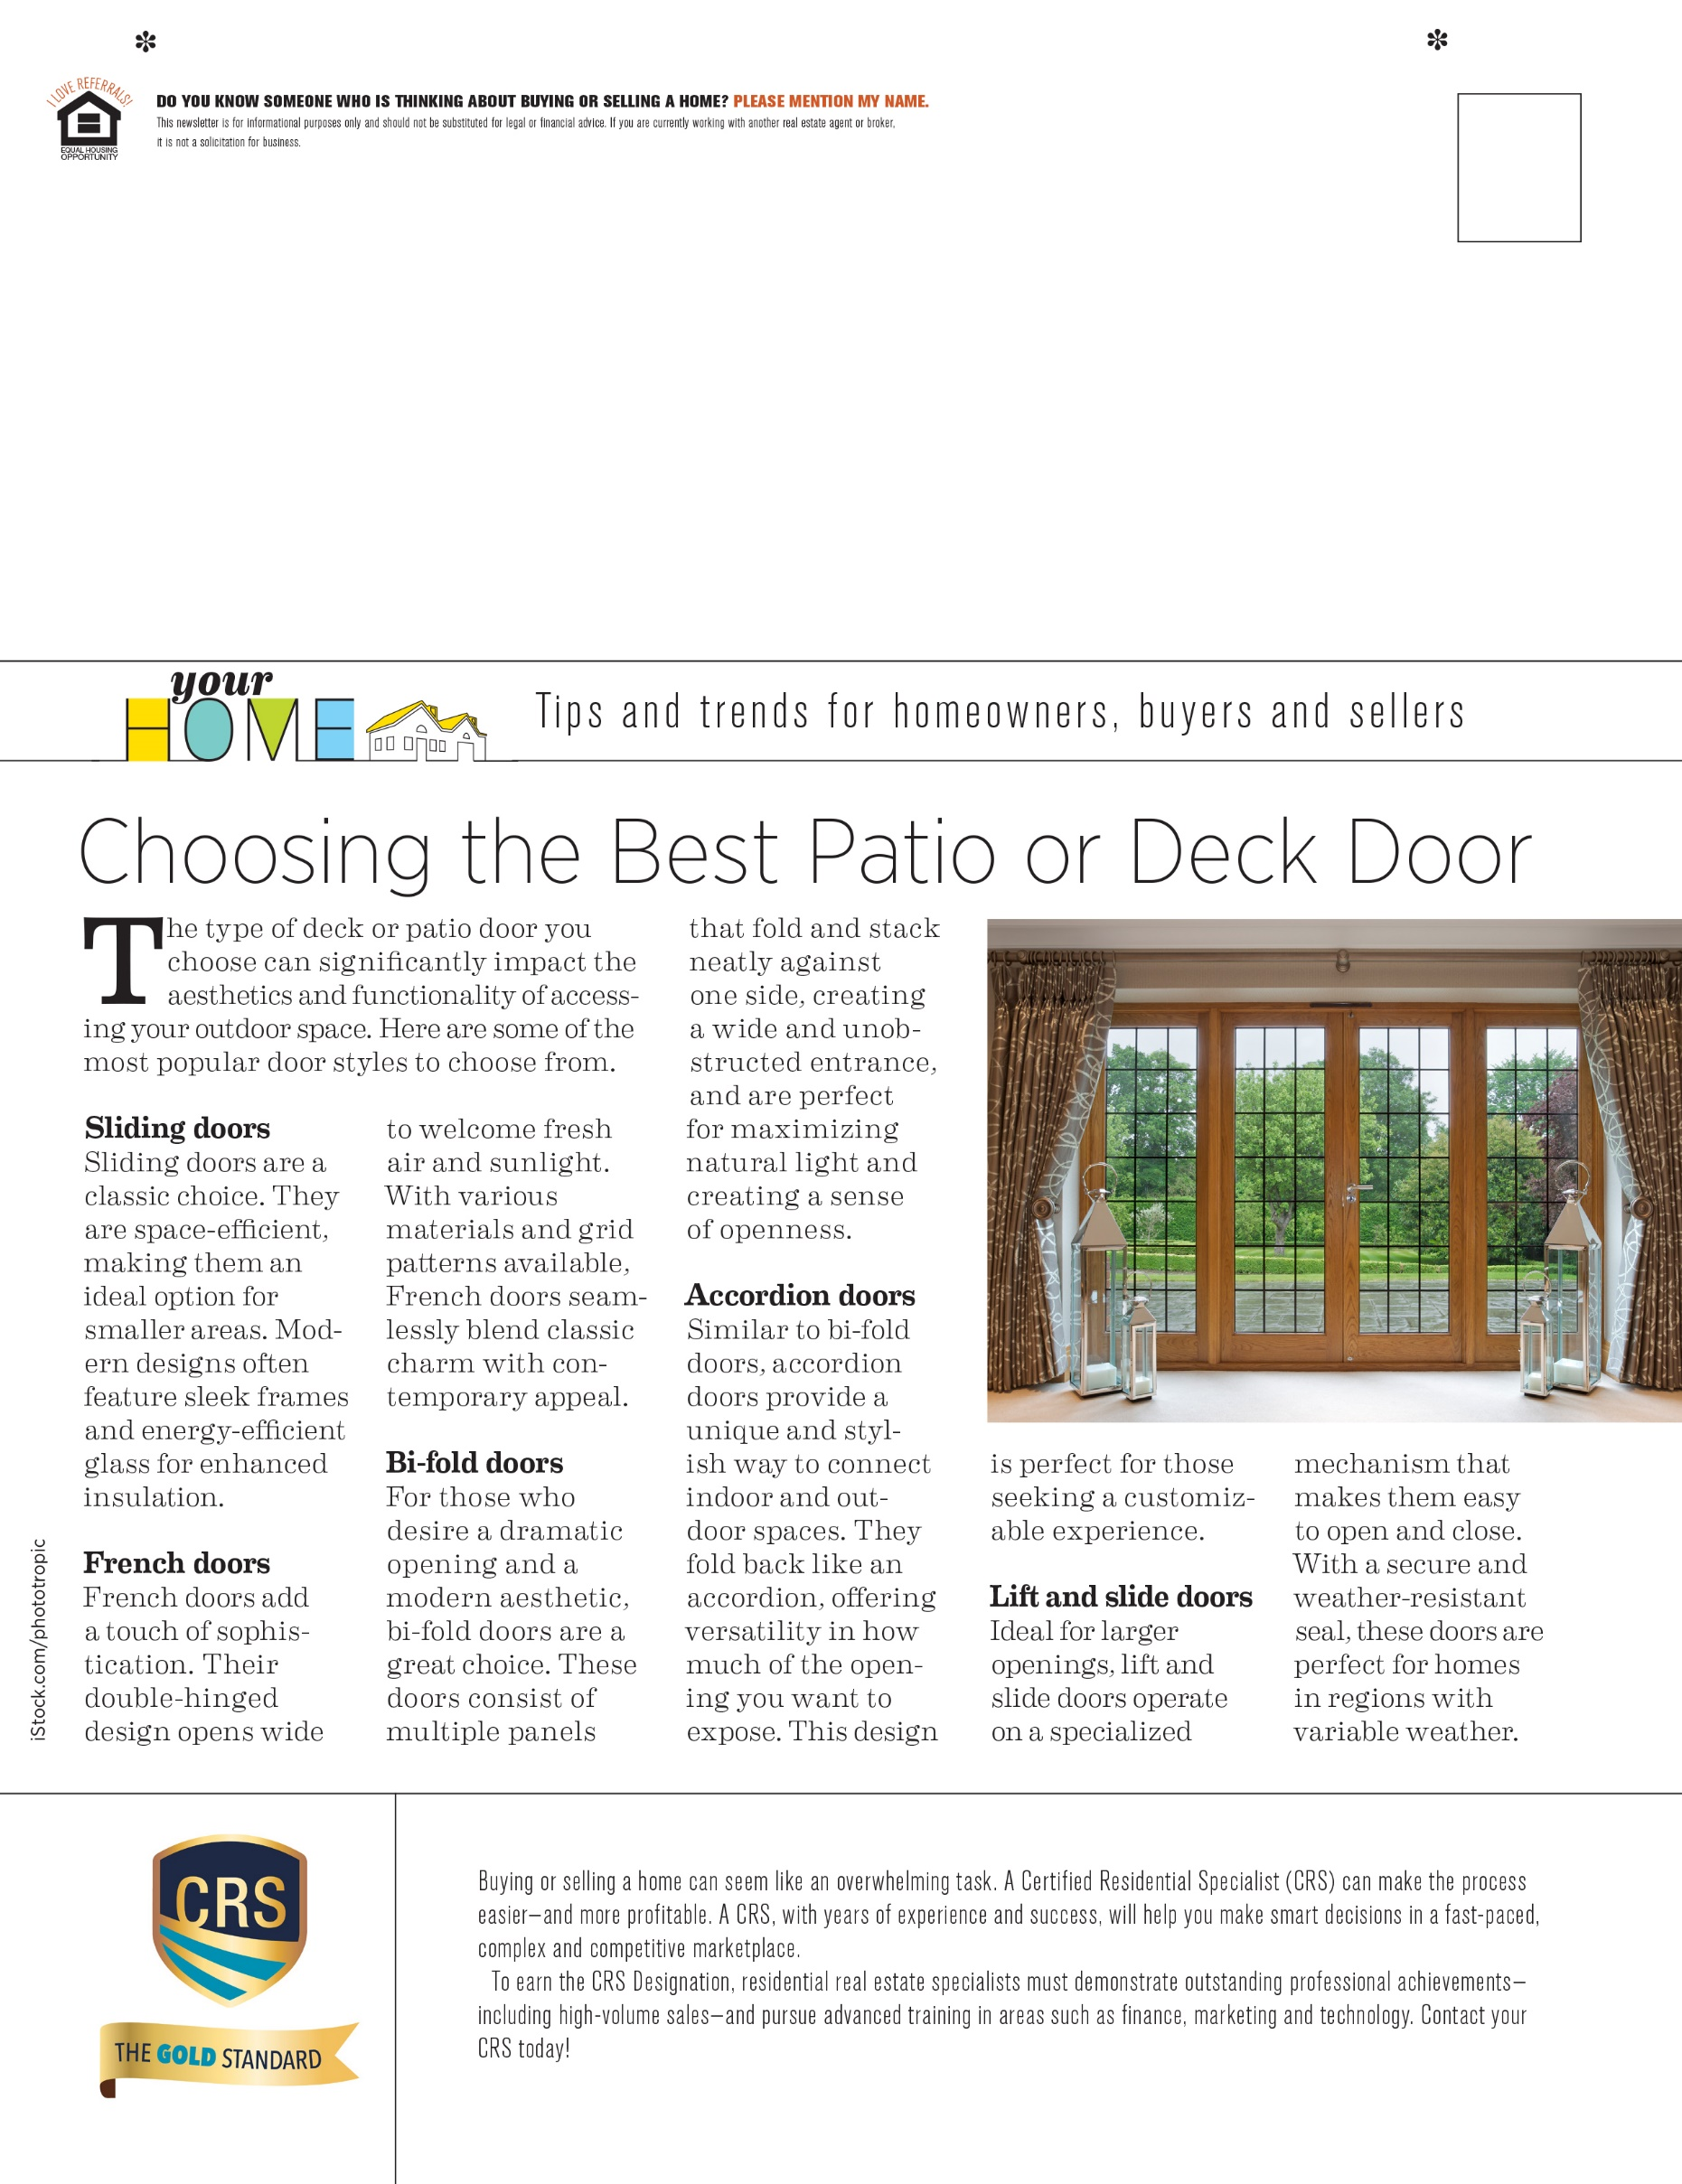 *
*
I LOVE REFERRALS!
EQUAL HOUSING
OPPORTUNITY
DO YOU KNOW SOMEONE WHO IS THINKING ABOUT BUYING OR SELLING A HOME? PLEASE MENTION MY NAME.
This newsletter is for informational purposes only and should not be substituted for legal or financial advice. If you are currently working with another real estate agent or broker,
it is not a solicitation for business.
your
HOME
Tips and trends for homeowners, buyers and sellers
Choosing the Best Patio or Deck Door
The type of deck or patio door you
choose can significantly impact the
aesthetics and functionality of access-
ing your outdoor space. Here are some of the
most popular door styles to choose from.
Sliding doors
Sliding doors are a
classic choice. They
are space-efficient,
making them an
ideal option for
smaller areas. Mod-
ern designs often
feature sleek frames
and energy-efficient
glass for enhanced
insulation.
French doors
French doors add
a touch of sophis-
tication. Their
double-hinged
design opens wide
to welcome fresh
air and sunlight.
With various
materials and grid
patterns available,
French doors seam-
lessly blend classic
charm with con-
temporary appeal.
Bi-fold doors
For those who
desire a dramatic
opening and a
modern aesthetic,
bi-fold doors are a
great choice. These
doors consist of
multiple panels
that fold and stack
neatly against
one side, creating
a wide and unob-
structed entrance,
and are perfect
for maximizing
natural light and
creating a sense
of openness.
Accordion doors
Similar to bi-fold
doors, accordion
doors provide a
unique and styl-
ish way to connect
indoor and out-
door spaces. They
fold back like an
accordion, offering
versatility in how
much of the open-
ing you want to
expose. This design
is perfect for those
seeking a customiz-
able experience.
Lift and slide doors
Ideal for larger
openings, lift and
slide doors operate
on a specialized
mechanism that
makes them easy
to open and close.
With a secure and
weather-resistant
seal, these doors are
perfect for homes
in regions with
variable weather.
iStock.com/phototropic
CRS
THE GOLD STANDARD
Buying or selling a home can seem like an overwhelming task. A Certified Residential Specialist (CRS) can make the process
easier—and more profitable. A CRS, with years of experience and success, will help you make smart decisions in a fast-paced,
complex and competitive marketplace.
To earn the CRS Designation, residential real estate specialists must demonstrate outstanding professional achievements—
including high-volume sales—and pursue advanced training in areas such as finance, marketing and technology. Contact your
CRS today!